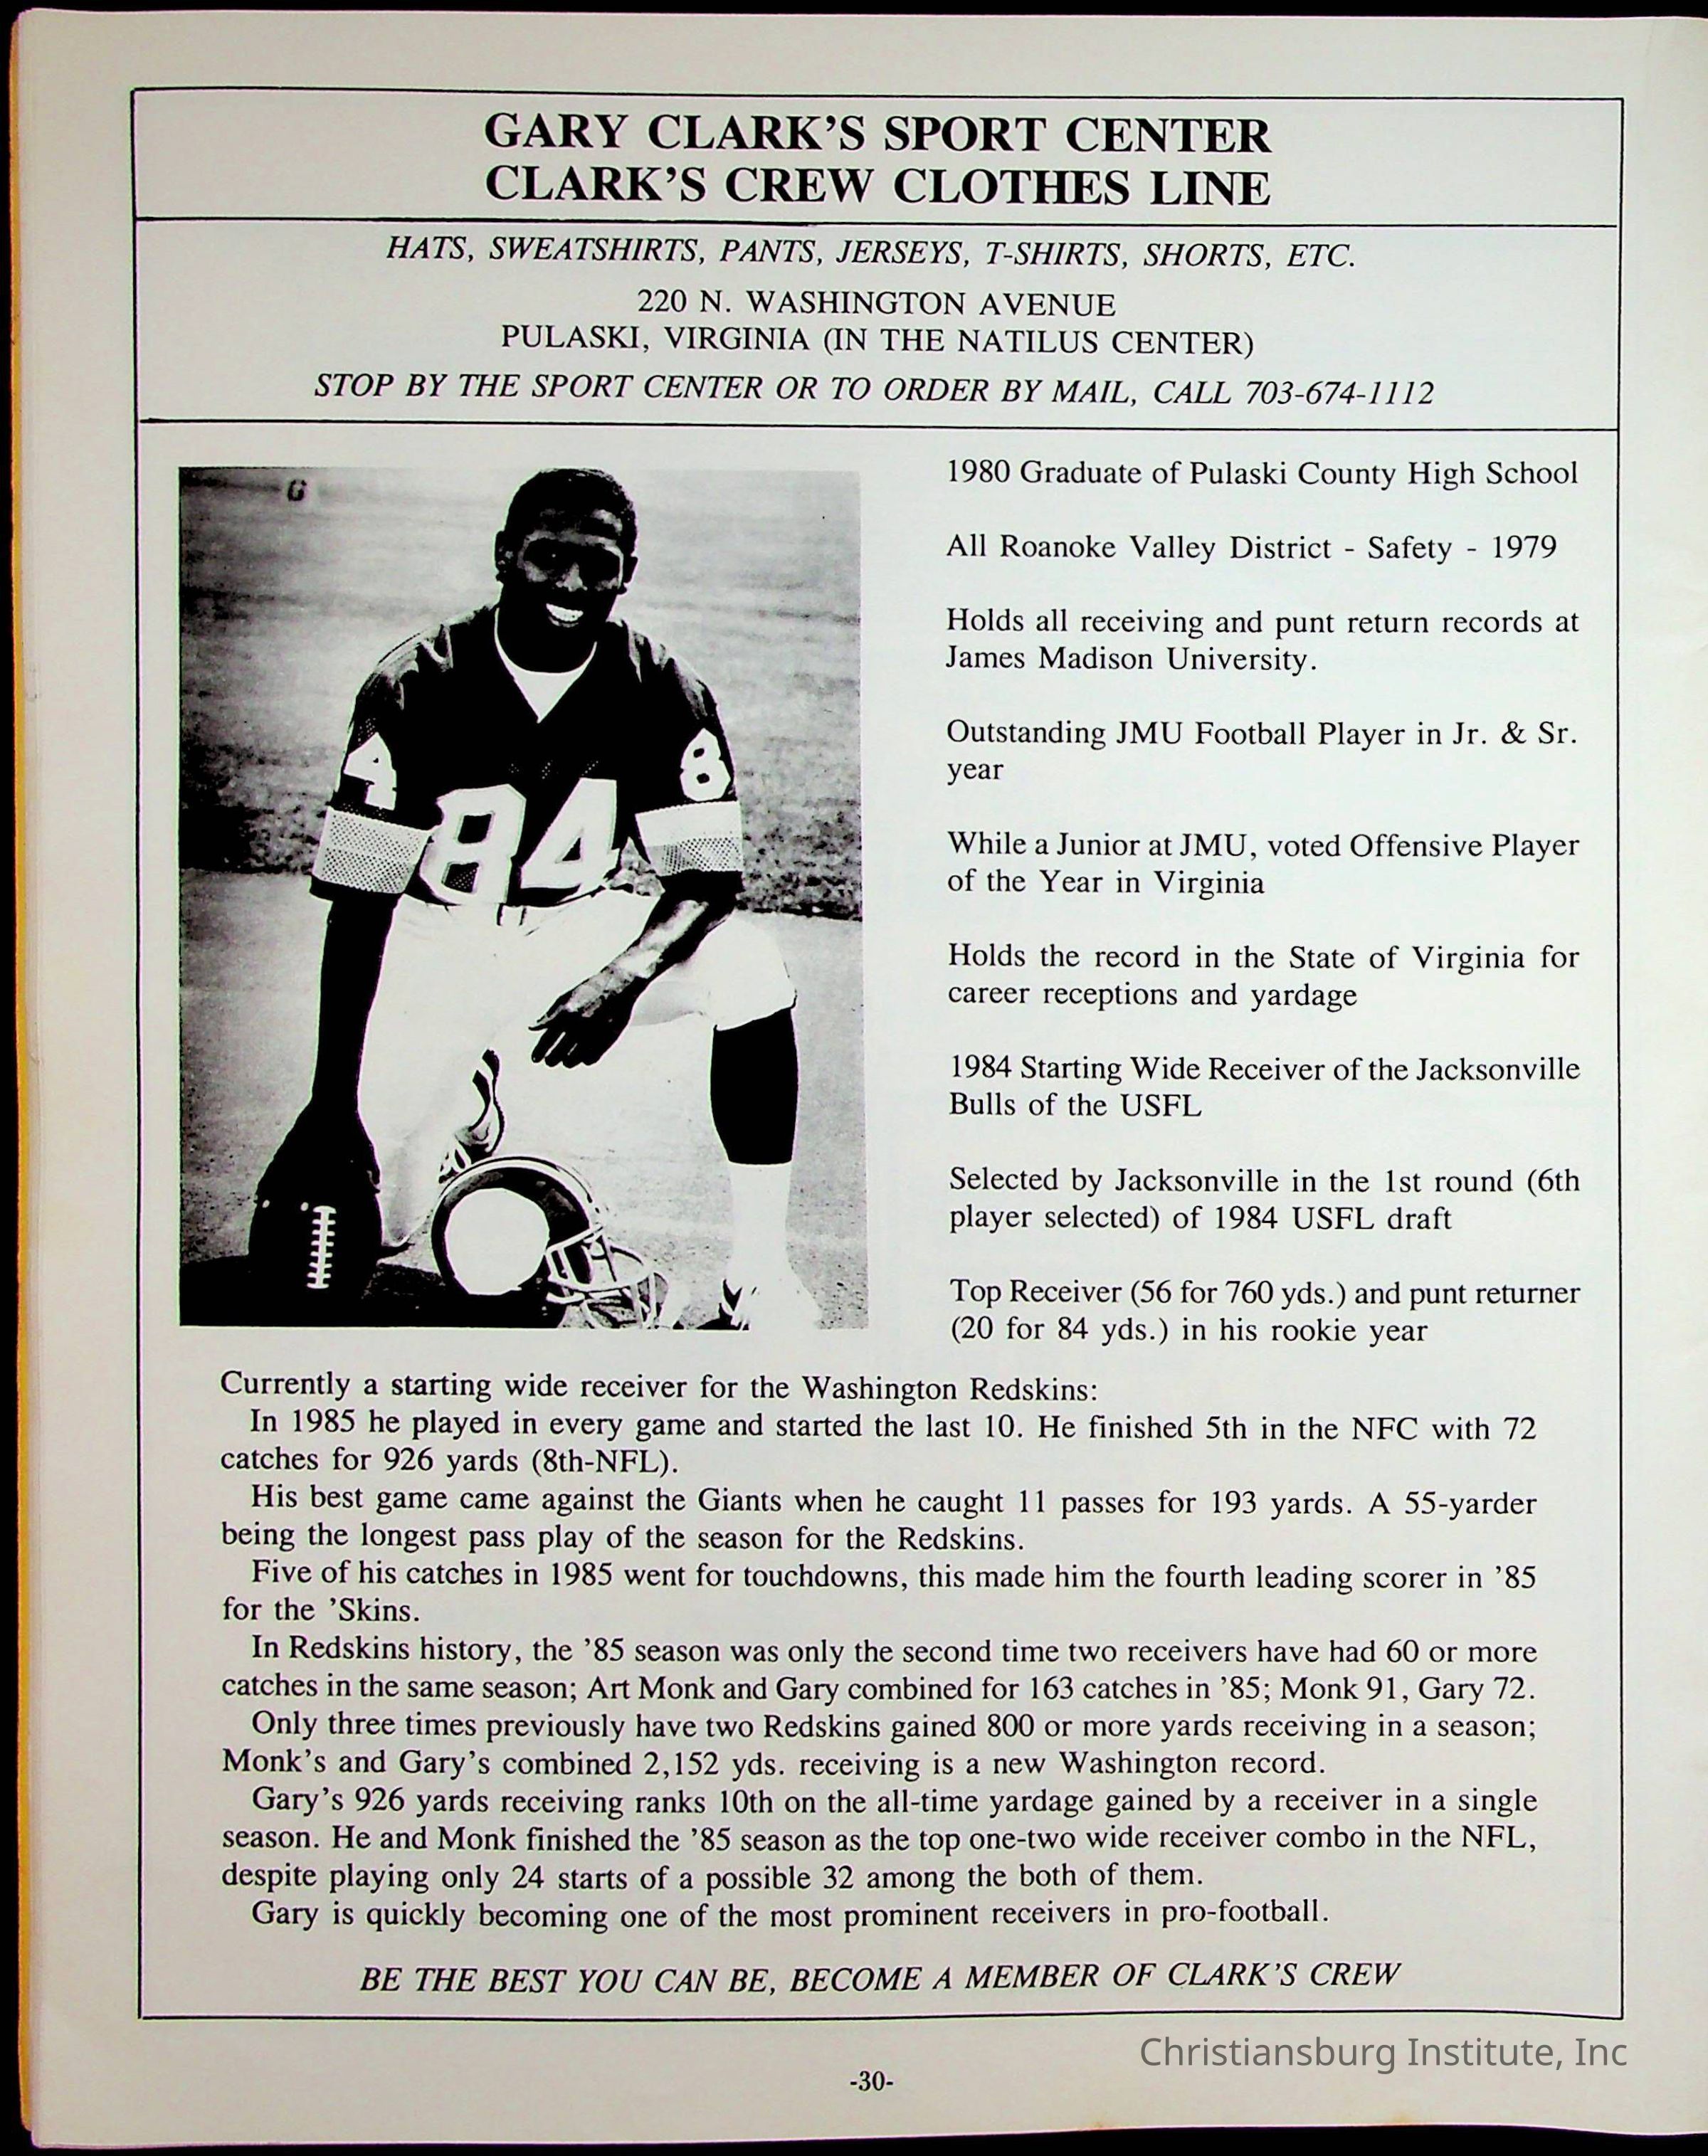 GARY CLARK'S SPORT CENTER
CLARK'S CREW CLOTHES LINE
HATS, SWEATSHIRTS, PANTS, JERSEYS, T-SHIRTS, SHORTS, ETC.
220 N. WASHINGTON AVENUE
PULASKI, VIRGINIA (IN THE NATILUS CENTER)
STOP BY THE SPORT CENTER OR TO ORDER BY MAIL, CALL 703-674-1112
G
4
8
84
1980 Graduate of Pulaski County High School
All Roanoke Valley District - Safety - 1979
Holds all receiving and punt return records at
James Madison University.
Outstanding JMU Football Player in Jr. & Sr.
year
While a Junior at JMU, voted Offensive Player
of the Year in Virginia
Holds the record in the State of Virginia for
career receptions and yardage
1984 Starting Wide Receiver of the Jacksonville
Bulls of the USFL
Selected by Jacksonville in the 1st round (6th
player selected) of 1984 USFL draft
Top Receiver (56 for 760 yds.) and punt returner
(20 for 84 yds.) in his rookie year
Currently a starting wide receiver for the Washington Redskins:
In 1985 he played in every game and started the last 10. He finished 5th in the NFC with 72
catches for 926 yards (8th-NFL).
His best game came against the Giants when he caught 11 passes for 193 yards. A 55-yarder
being the longest pass play of the season for the Redskins.
Five of his catches in 1985 went for touchdowns, this made him the fourth leading scorer in '85
for the 'Skins.
In Redskins history, the '85 season was only the second time two receivers have had 60 or more
catches in the same season; Art Monk and Gary combined for 163 catches in '85; Monk 91, Gary 72.
Only three times previously have two Redskins gained 800 or more yards receiving in a season;
Monk's and Gary's combined 2,152 yds. receiving is a new Washington record.
Gary's 926 yards receiving ranks 10th on the all-time yardage gained by a receiver in a single
season. He and Monk finished the '85 season as the top one-two wide receiver combo in the NFL,
despite playing only 24 starts of a possible 32 among the both of them.
Gary is quickly becoming one of the most prominent receivers in pro-football.
BE THE BEST YOU CAN BE, BECOME A MEMBER OF CLARK'S CREW
Christiansburg Institute, Inc
-30-